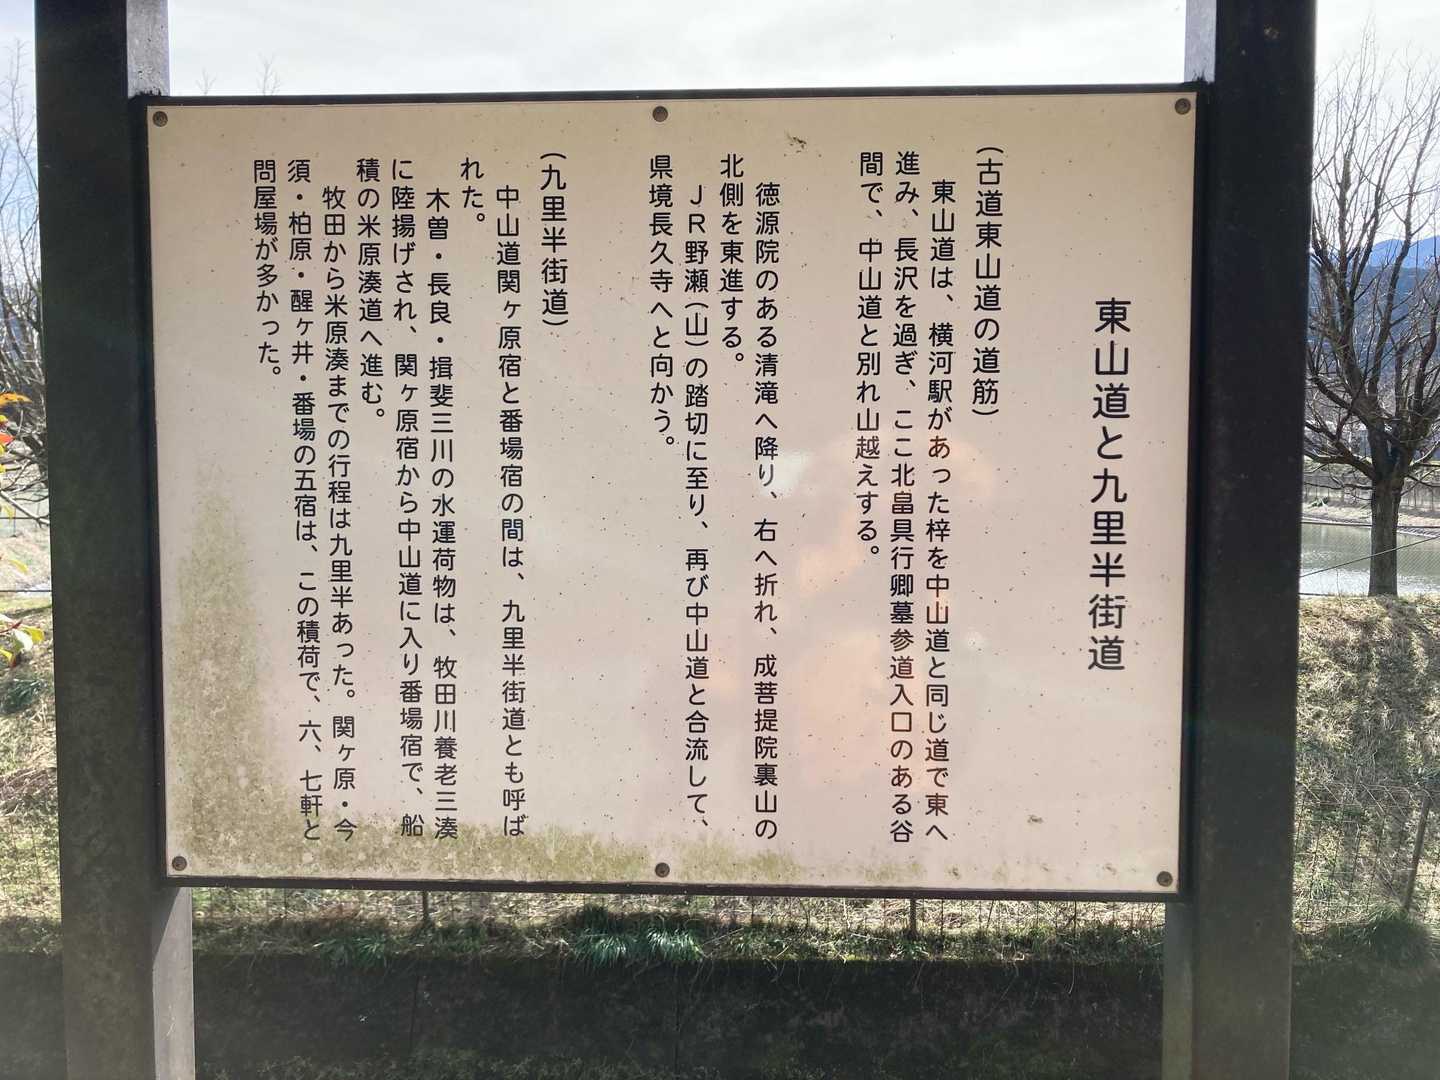 東山道と九里半街道
(古道東山道の道筋)
東山道は、横河駅があった梓を中山道と同じ道で東へ
進み、長沢を過ぎ、ここ北畠具行卿墓参道入口のある谷
間で、中山道と別れ山越えする。
徳源院のある清滝へ降り、右へ折れ、成菩提院裏山の
北側を東進する。
JR野瀬(山)の踏切に至り、再び中山道と合流して、
県境長久寺へと向かう。
(九里半街道)
中山道関ヶ原宿と番場宿の間は、九里半街道とも呼ば
れた。
木曽・長良・揖斐三川の水運荷物は、牧田川養老三湊
に陸揚げされ、関ヶ原宿から中山道に入り番場宿で、船
積の米原湊道へ進む。
牧田から米原湊までの行程は九里半あった。関ヶ原・今
須・柏原・醒ヶ井・番場の五宿は、この積荷で、六、七軒と
問屋場が多かった。